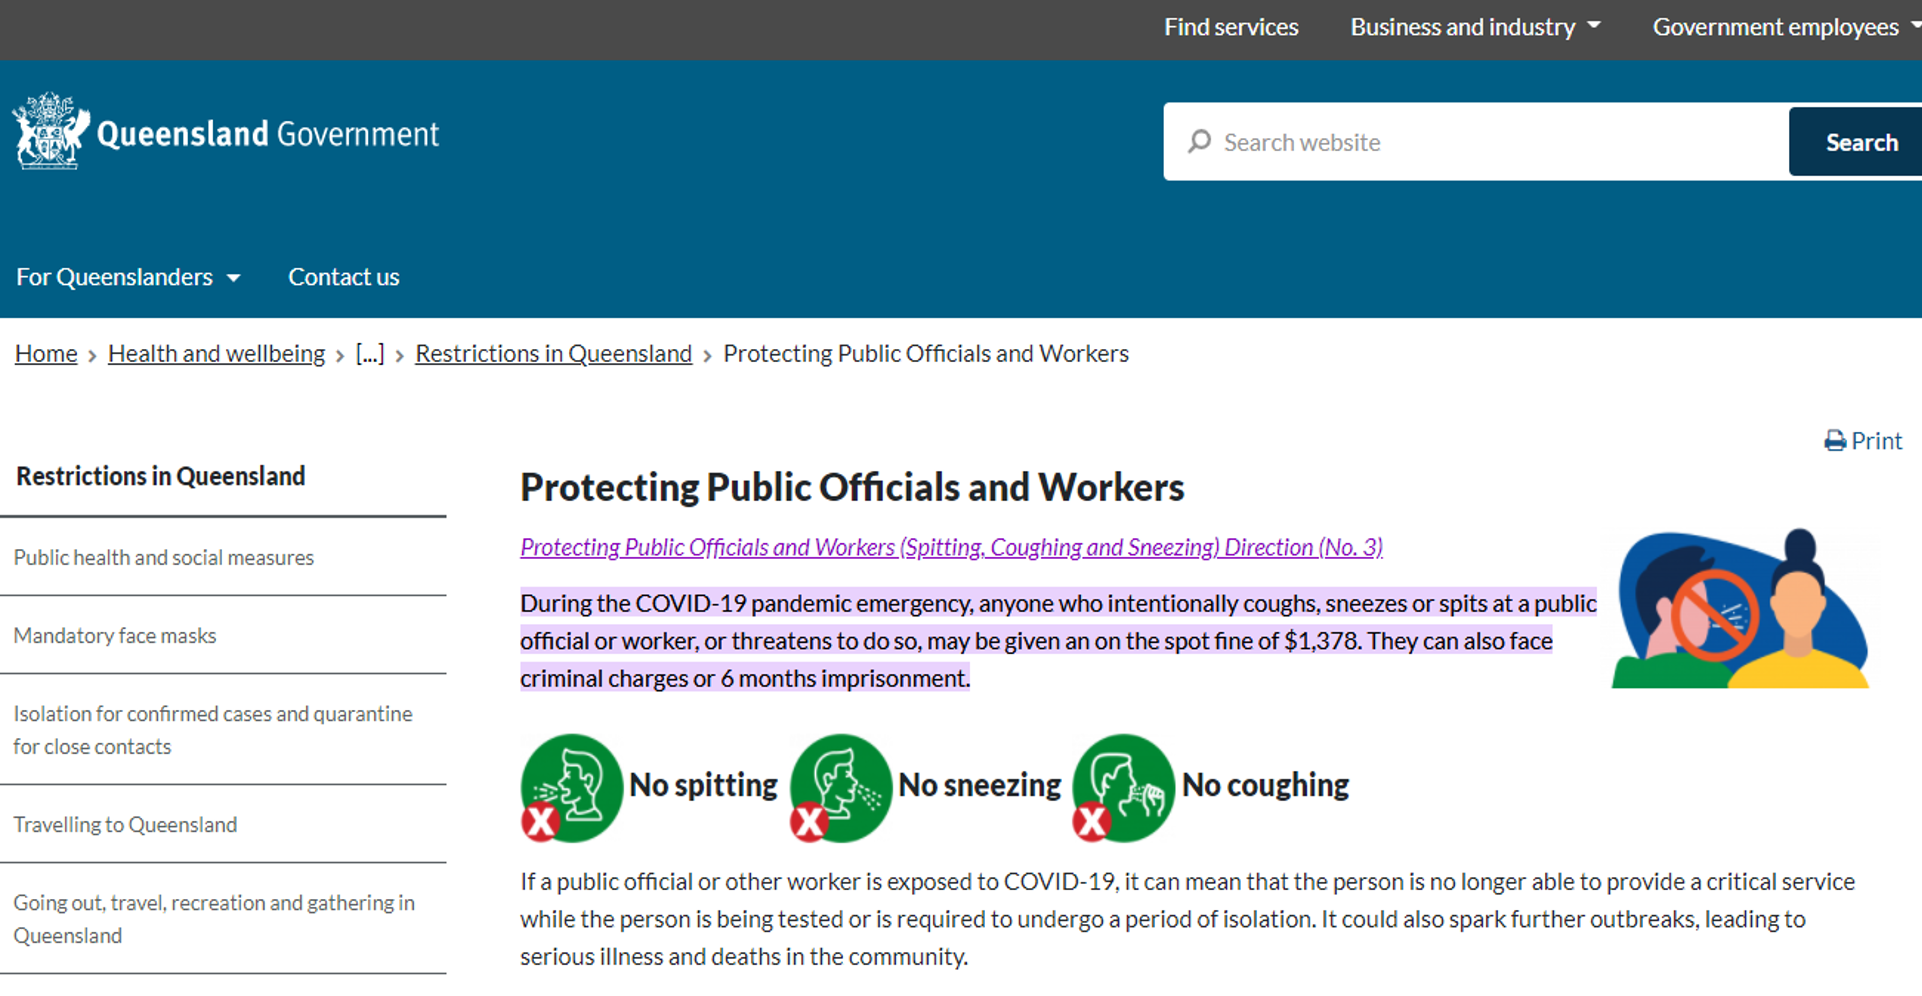 Find services
Business and industry
Government employees
Queensland Government
Search website
Search
For Queenslanders
Contact us
Home > Health and wellbeing > [...] > Restrictions in Queensland > Protecting Public Officials and Workers
Print
Restrictions in Queensland
Public health and social measures
Mandatory face masks
Isolation for confirmed cases and quarantine
for close contacts
Travelling to Queensland
Going out, travel, recreation and gathering in
Queensland
Protecting Public Officials and Workers
Protecting Public Officials and Workers (Spitting, Coughing and Sneezing) Direction (No. 3)
During the COVID-19 pandemic emergency, anyone who intentionally coughs, sneezes or spits at a public
official or worker, or threatens to do so, may be given an on the spot fine of $1,378. They can also face
criminal charges or 6 months imprisonment.
X No spitting
X No sneezing
X No coughing
If a public official or other worker is exposed to COVID-19, it can mean that the person is no longer able to provide a critical service
while the person is being tested or is required to undergo a period of isolation. It could also spark further outbreaks, leading to
serious illness and deaths in the community.